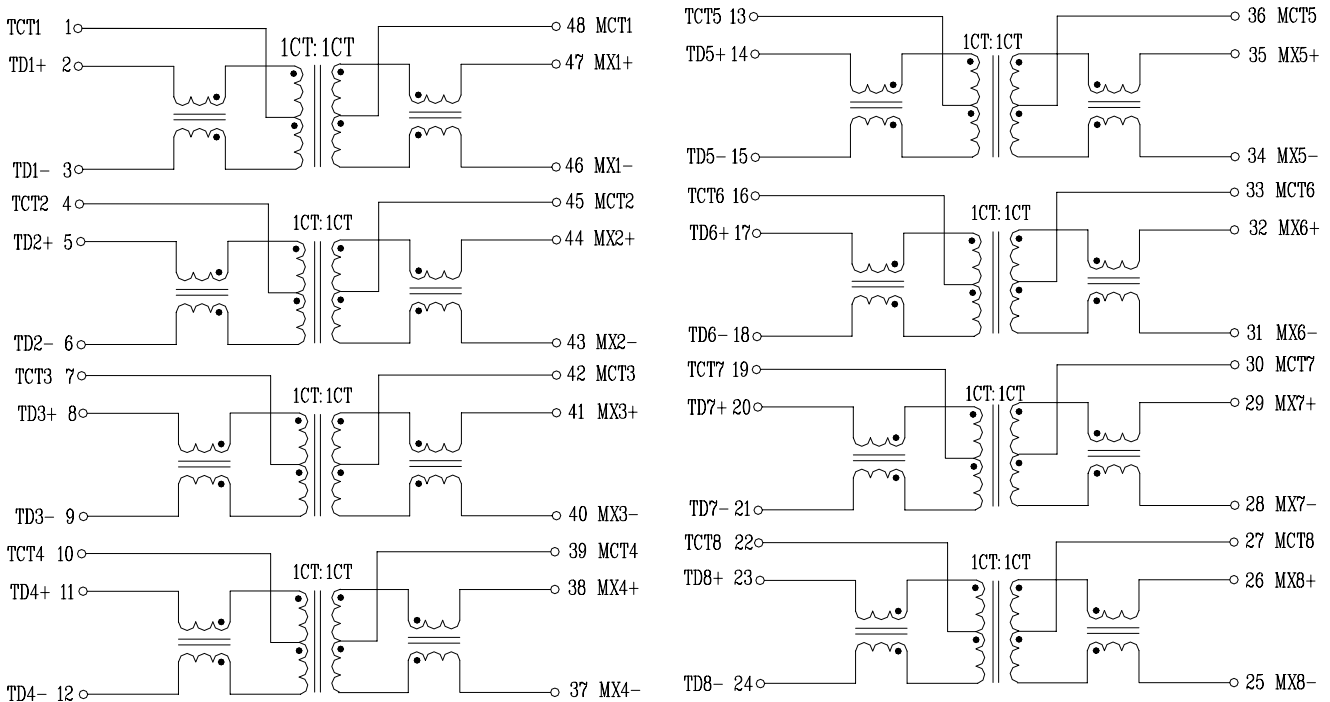 TCT1 1 48 MCT1
1CT:1CT
TD1+ 2 47 MX1+
TD1- 3 46 MX1-
TCT2 4 45 MCT2
1CT:1CT
TD2+ 5 44 MX2+
TD2- 6 43 MX2-
TCT3 7 42 MCT3
1CT:1CT
TD3+ 8 41 MX3+
TD3- 9 40 MX3-
TCT4 10 39 MCT4
1CT:1CT
TD4+ 11 38 MX4+
TD4- 12 37 MX4-
TCT5 13 36 MCT5
1CT:1CT
TD5+ 14 35 MX5+
TD5- 15 34 MX5-
TCT6 16 33 MCT6
1CT:1CT
TD6+ 17 32 MX6+
TD6- 18 31 MX6-
TCT7 19 30 MCT7
1CT:1CT
TD7+ 20 29 MX7+
TD7- 21 28 MX7-
TCT8 22 27 MCT8
1CT:1CT
TD8+ 23 26 MX8+
TD8- 24 25 MX8-